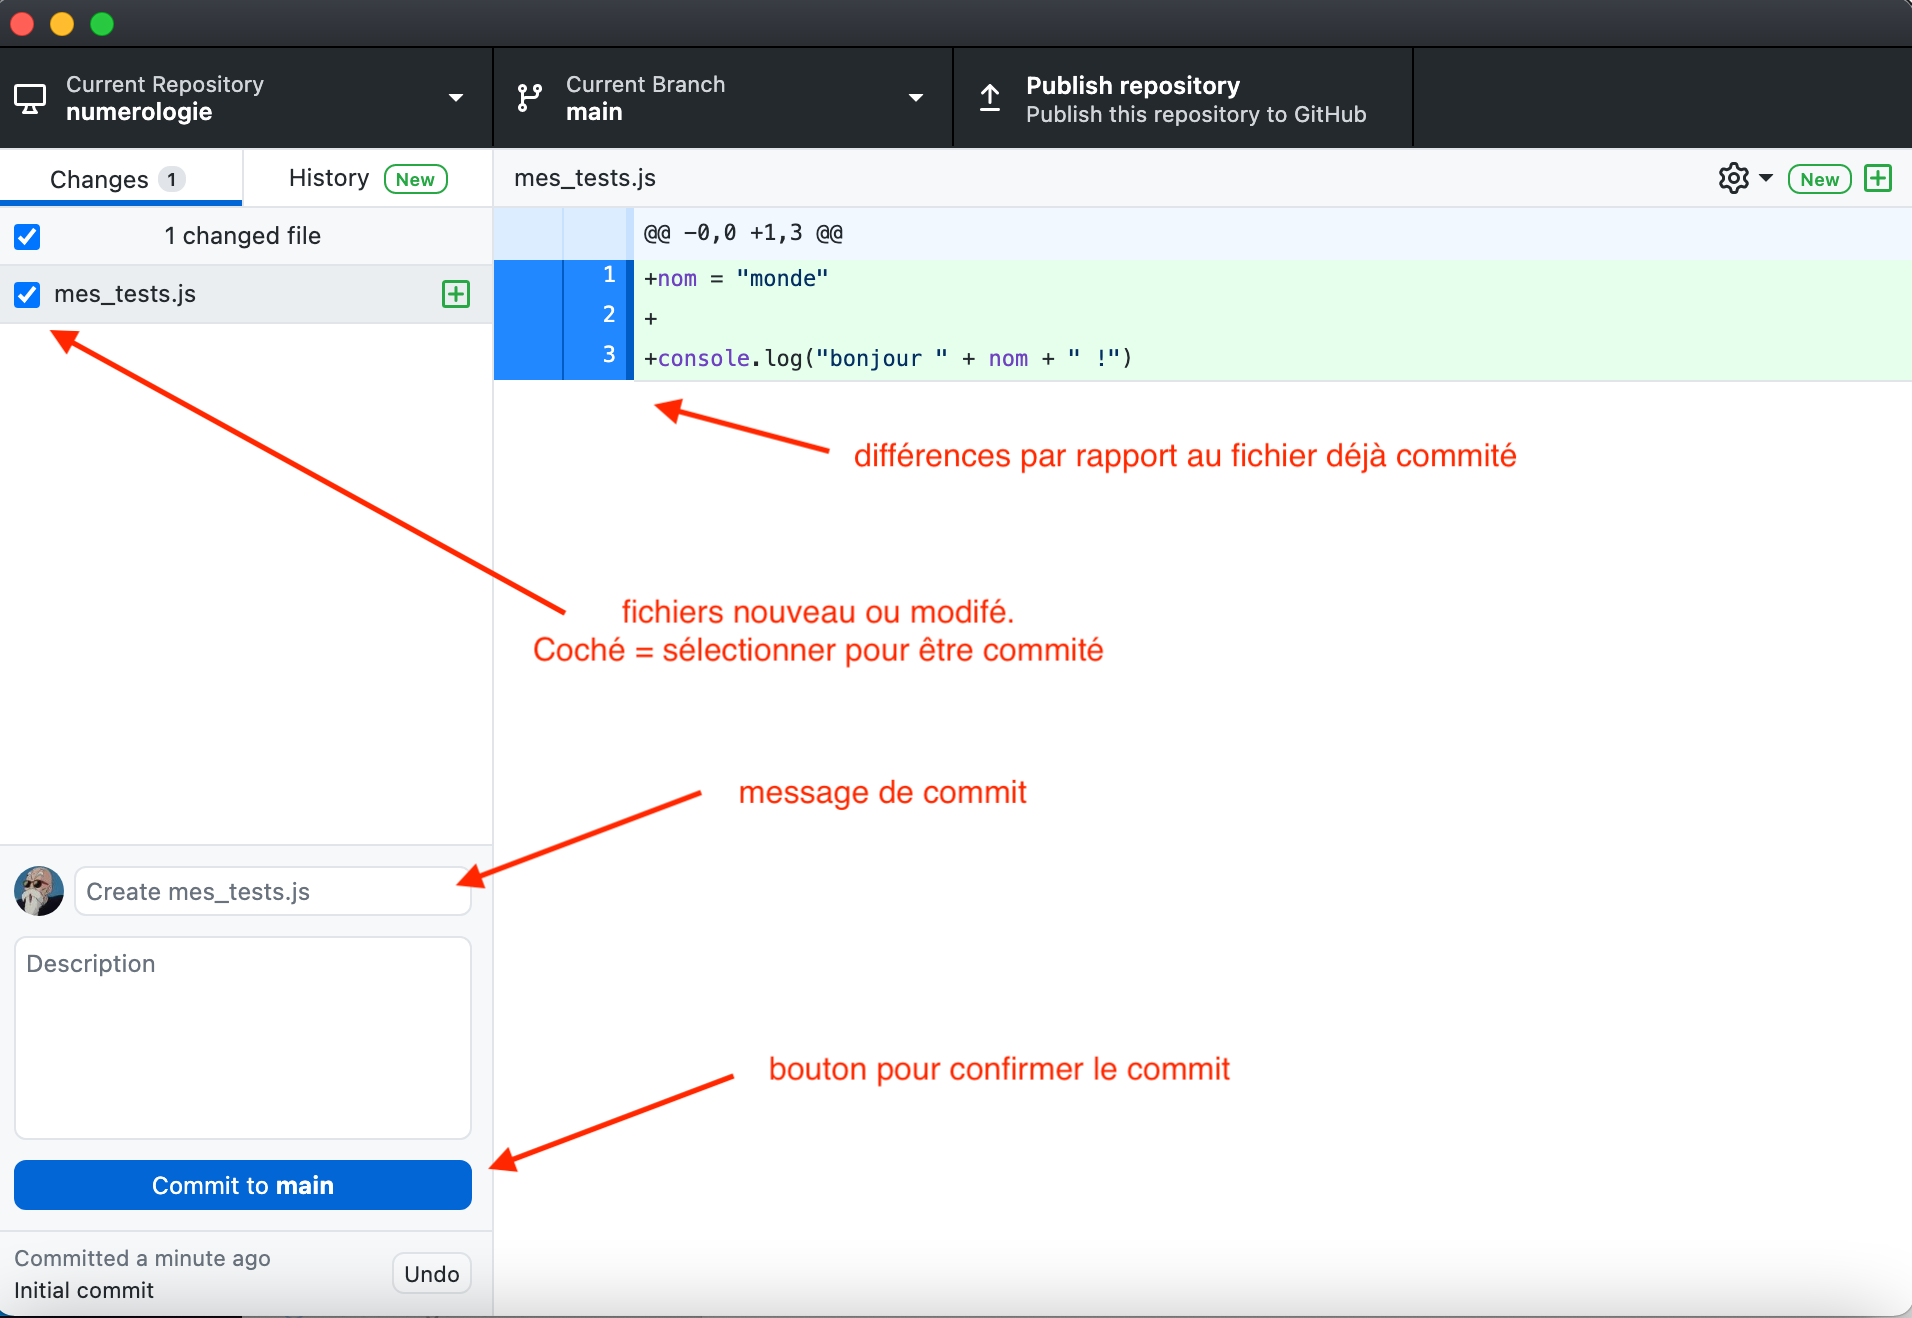 Current Repository
numerologie
Current Branch
main
Publish repository
Publish this repository to GitHub
Changes 1
History New
mes_tests.js
New
1 changed file
mes_tests.js
@@ -0,0 +1,3 @@
1 +nom = "monde"
2 +
3 +console.log("bonjour " + nom + " !")
différences par rapport au fichier déjà commité
fichiers nouveau ou modifé.
Coché = sélectionner pour être commité
message de commit
Create mes_tests.js
Description
bouton pour confirmer le commit
Commit to main
Committed a minute ago
Initial commit
Undo